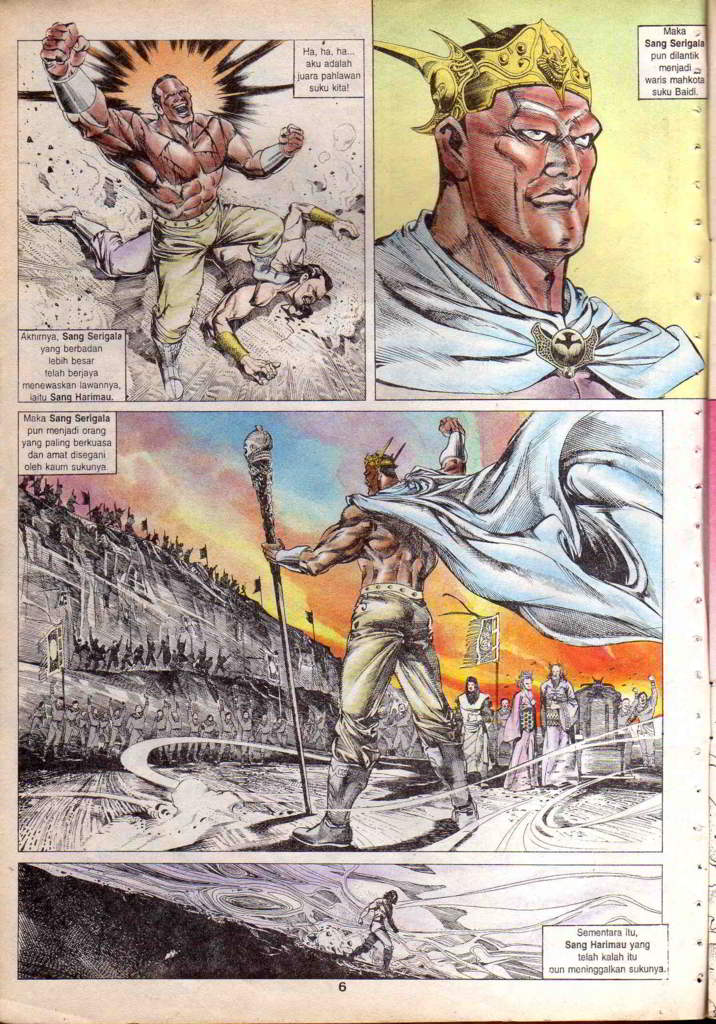 Ha, ha, ha...
aku adalah
juara pahlawan
suku kita!
Akhirnya, Sang Serigala
yang berbadan
lebih besar
telah berjaya
menewaskan lawannya,
iaitu Sang Harimau.
Maka
Sang Serigala
pun dilantik
menjadi
waris mahkota
suku Baidi.
Maka Sang Serigala
pun menjadi orang
yang paling berkuasa
dan amat disegani
oleh kaum sukunya.
Sementara itu,
Sang Harimau yang
telah kalah itu
pun meninggalkan sukunya.
6